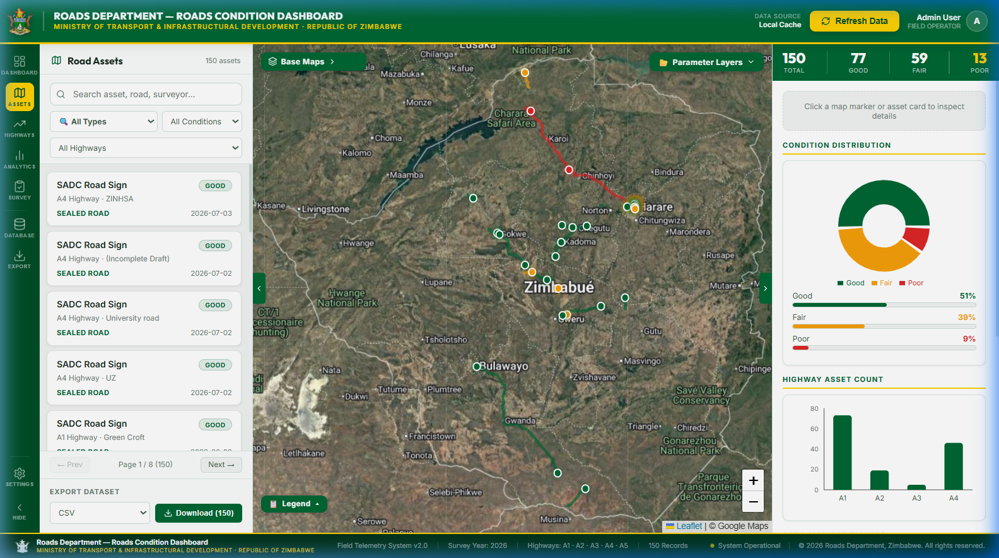 ROADS DEPARTMENT — ROADS CONDITION DASHBOARD
MINISTRY OF TRANSPORT & INFRASTRUCTURAL DEVELOPMENT · REPUBLIC OF ZIMBABWE
DATA SOURCE
Local Cache
Refresh Data
Admin User
FIELD OPERATOR
A
DASHBOARD
ASSETS
HIGHWAYS
ANALYTICS
SURVEY
DATABASE
EXPORT
SETTINGS
HIDE
Road Assets
150 assets
Search asset, road, surveyor...
All Types
All Conditions
All Highways
SADC Road Sign
GOOD
A4 Highway · ZINHSA
SEALED ROAD
2026-07-03
SADC Road Sign
GOOD
A4 Highway · (Incomplete Draft)
SEALED ROAD
2026-07-02
SADC Road Sign
GOOD
A4 Highway · University road
SEALED ROAD
2026-07-02
SADC Road Sign
GOOD
A4 Highway · UZ
SEALED ROAD
2026-07-02
SADC Road Sign
GOOD
A1 Highway · Green Croft
SEALED ROAD
← Prev
Page 1 / 8 (150)
Next →
EXPORT DATASET
CSV
Download (150)
Base Maps
Parameter Layers
Lusaka
National Park
Chilanga
Kafue
Mazabuka
Monze
Charara
Safari Area
Karoi
Choma
Kalomo
Maamba
Chinhoyi
Bindura
Kasane
Livingstone
Norton
Harare
Chitungwiza
Marondera
Gokwe
Chegutu
Kadoma
Hwange
Rusape
Lupane
Zimbabué
Mutare
Hwange
National Park
CT/1
cessionaire
hunting)
Gweru
Gutu
Tsholotsho
Masvingo
Chipinge
Nata
Bulawayo
Zvishavane
Tutume
Plumtree
Dukwi
Savé Valley
Conservancy
Gwanda
Triangle
Chiredzi
Francistown
Letlhakane
Tonota
Gonarezhou
National Park
Selebi-Phikwe
Parque
Transfronteiriç
de Gonarezho
Serowe
Palapye
Musina
Legend
+
−
Leaflet | © Google Maps
150
TOTAL
77
GOOD
59
FAIR
13
POOR
Click a map marker or asset card to inspect
details
CONDITION DISTRIBUTION
Good
Fair
Poor
Good
51%
Fair
39%
Poor
9%
HIGHWAY ASSET COUNT
80
60
40
20
0
A1
A2
A3
A4
Roads Department — Roads Condition Dashboard
MINISTRY OF TRANSPORT & INFRASTRUCTURAL DEVELOPMENT · REPUBLIC OF ZIMBABWE
Field Telemetry System v2.0
Survey Year: 2026
Highways: A1 · A2 · A3 · A4 · A5
150 Records
System Operational
© 2026 Roads Department, Zimbabwe. All rights reserved.